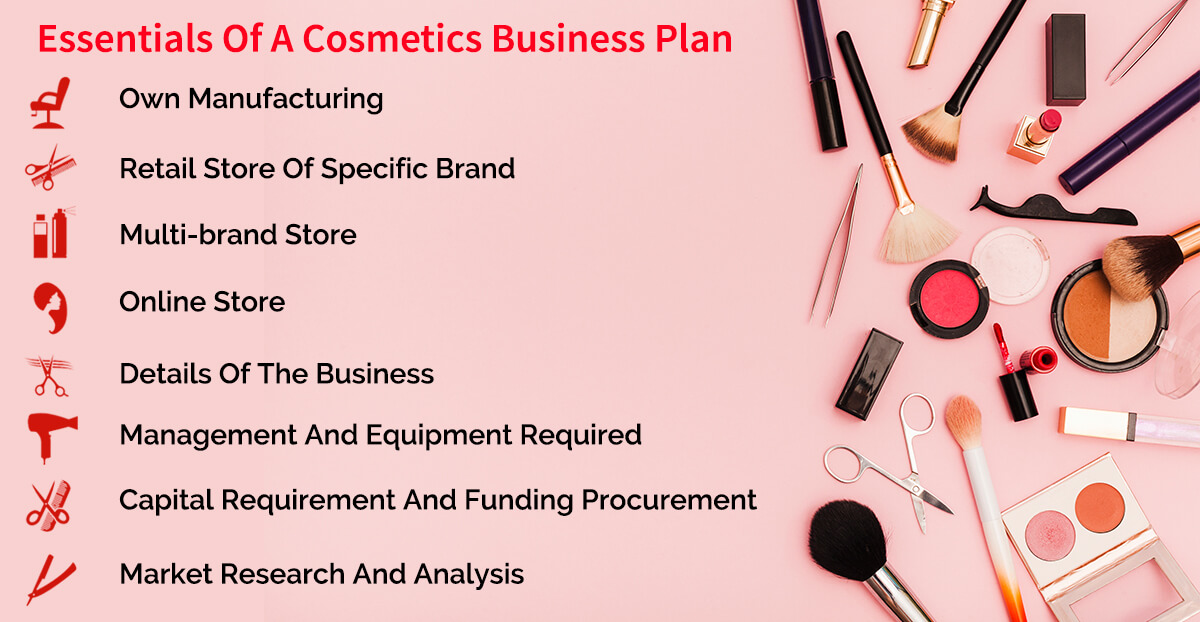 Essentials Of A Cosmetics Business Plan
Own Manufacturing
Retail Store Of Specific Brand
Multi-brand Store
Online Store
Details Of The Business
Management And Equipment Required
Capital Requirement And Funding Procurement
Market Research And Analysis